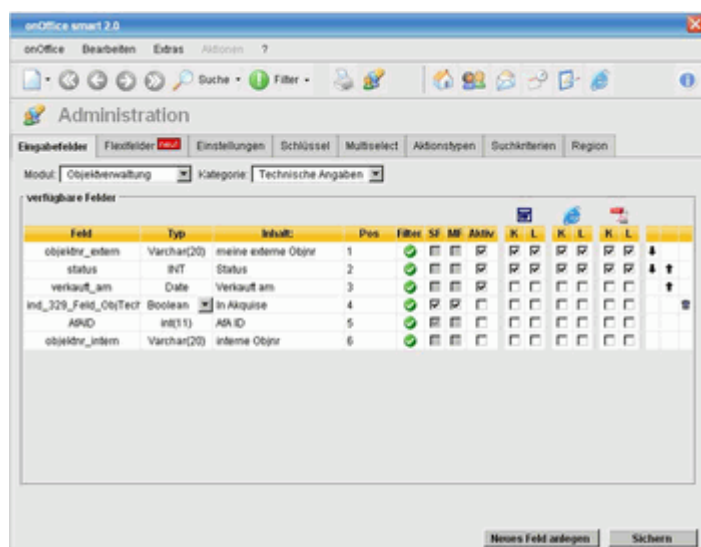 onOffice smart 2.0
onOffice Bearbeiten Extras Aktionen ?
Suche Filter
Administration
Eingabefelder Flexfelder neu! Einstellungen Schlüssel Multiselect Aktionstypen Suchkriterien Region
Modul: Objektverwaltung Kategorie: Technische Angaben
verfügbare Felder
Feld Typ Inhalt: Pos Filter SF MF Aktiv K L K L K L
objektnr_extern Varchar(20) meine externe Objnr 1
status INT Status 2
verkauft_am Date Verkauft am 3
ind_329_Feld_ObjTech Boolean In Akquise 4
AfAID int(11) AfA ID 5
objektnr_intern Varchar(20) interne Objnr 6
Neues Feld anlegen Sichern